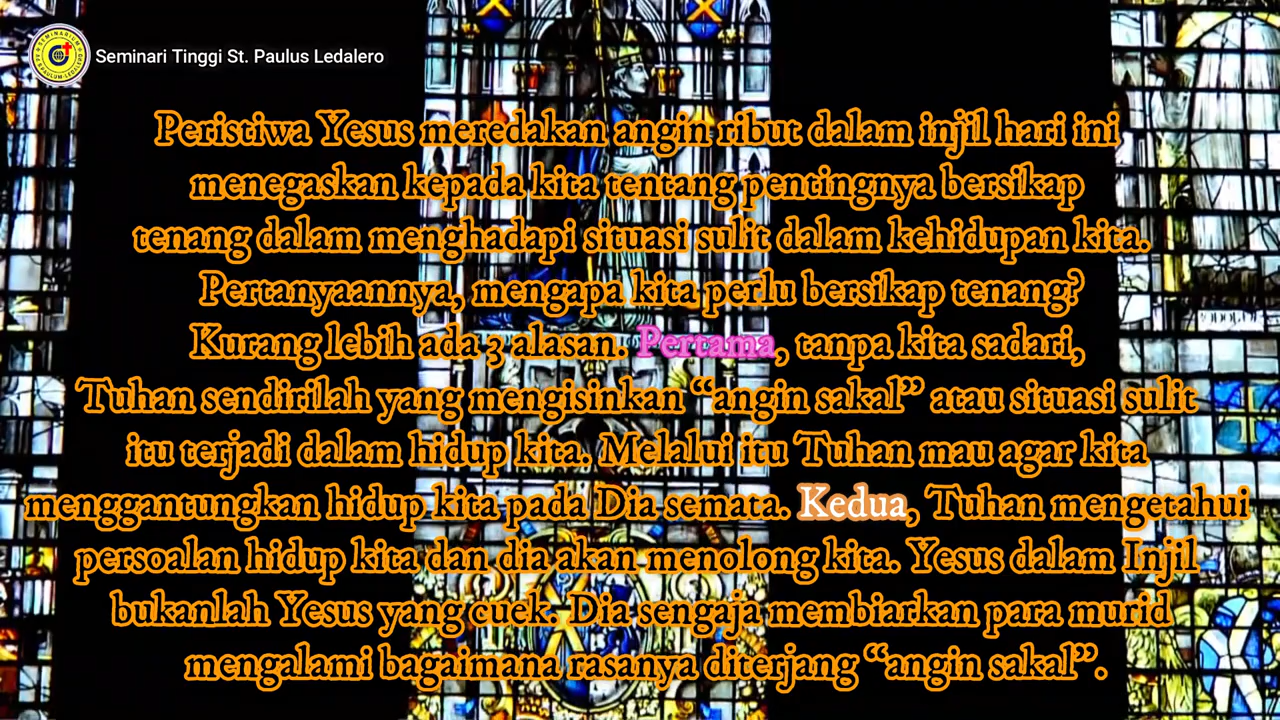 Seminari Tinggi St. Paulus Ledalero
Peristiwa Yesus meredakan angin ribut dalam injil hari ini
menegaskan kepada kita tentang pentingnya bersikap
tenang dalam menghadapi situasi sulit dalam kehidupan kita.
Pertanyaannya, mengapa kita perlu bersikap tenang?
Kurang lebih ada 3 alasan. Pertama, tanpa kita sadari,
Tuhan sendirilah yang mengisinkan “angin sakal” atau situasi sulit
itu terjadi dalam hidup kita. Melalui itu Tuhan mau agar kita
menggantungkan hidup kita pada Dia semata. Kedua, Tuhan mengetahui
persoalan hidup kita dan dia akan menolong kita. Yesus dalam Injil
bukanlah Yesus yang cuek. Dia sengaja membiarkan para murid
mengalami bagaimana rasanya diterjang “angin sakal”.